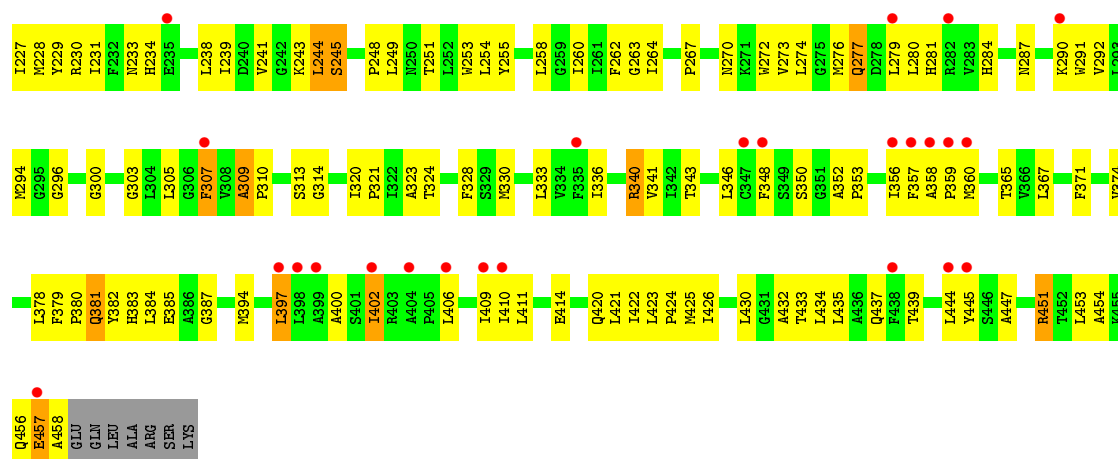 I227 M228 Y229 R230 I231 F232 N233 H234 E235 L238 I239 D240 V241 G242 K243 L244 S245 P248 L249 N250 T251 L252 W253 L254 Y255 L258 G259 I260 I261 F262 G263 I264 P267 N270 K271 W272 V273 L274 G275 M276 Q277 D278 L279 L280 H281 R282 V283 H284 N287 K290 W291 V292 L293
M294 G295 G296 G300 G303 L304 L305 G306 F307 V308 A309 P310 S313 G314 I320 P321 I322 A323 T324 F328 S329 M330 L333 V334 F335 I336 R340 V341 I342 T343 L346 C347 F348 S349 S350 G351 A352 P353 I356 F357 A358 P359 M360 T365 V366 L367 F371
L378 F379 P380 Q381 Y382 H383 L384 E385 A386 G387 M394 L397 L398 A399 A400 S401 I402 R403 A404 P405 L406 I409 I410 L411 E414 Q420 L421 I422 L423 P424 M425 I426 L430 G431 A432 T433 L434 L435 A436 Q437 F438 T439 L444 Y445 S446 A447 R451 T452 L453 A454 K455
Q456 E457 A458 GLU GLN LEU ALA ARG SER LYS